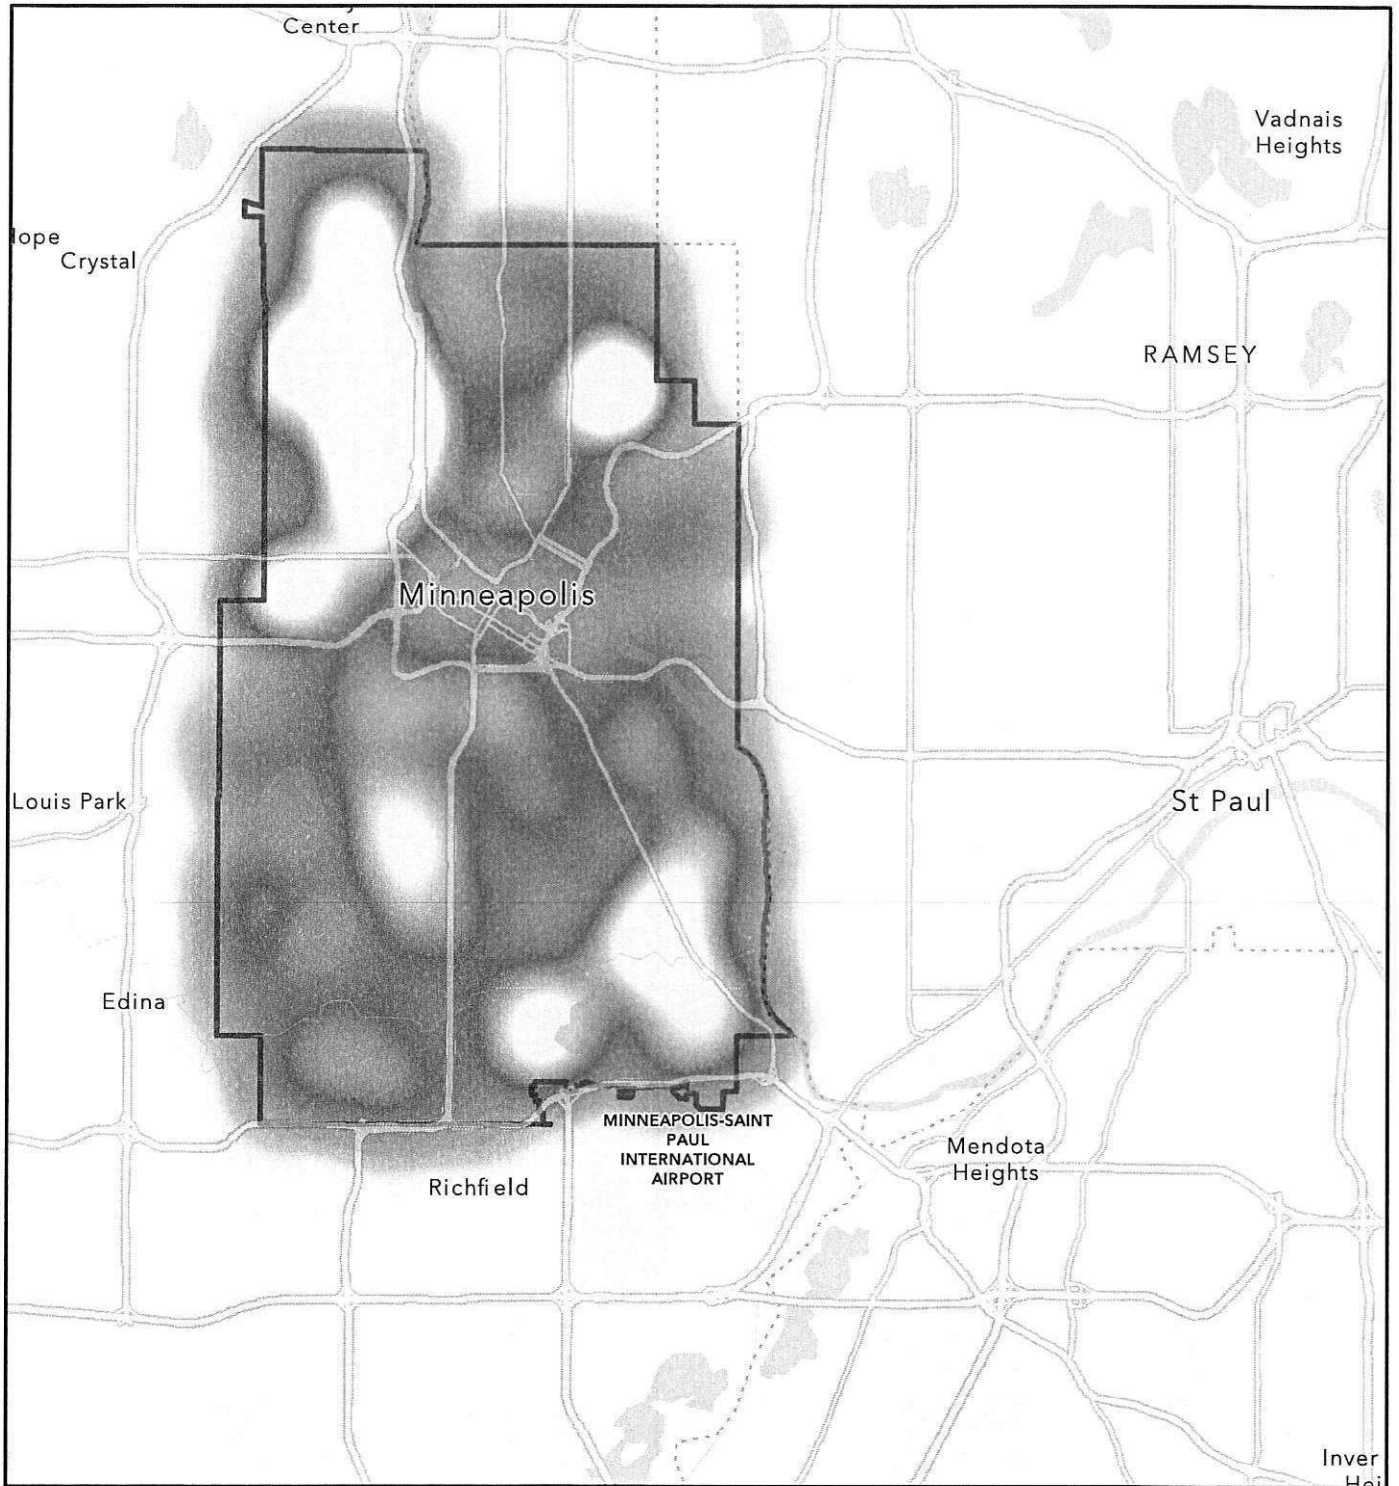 Center
Vadnais
Heights
Crystal
RAMSEY
Minneapolis
Louis Park
St Paul
Edina
MINNEAPOLIS-SAINT
PAUL
INTERNATIONAL
AIRPORT
Mendota
Heights
Richfield
Inver